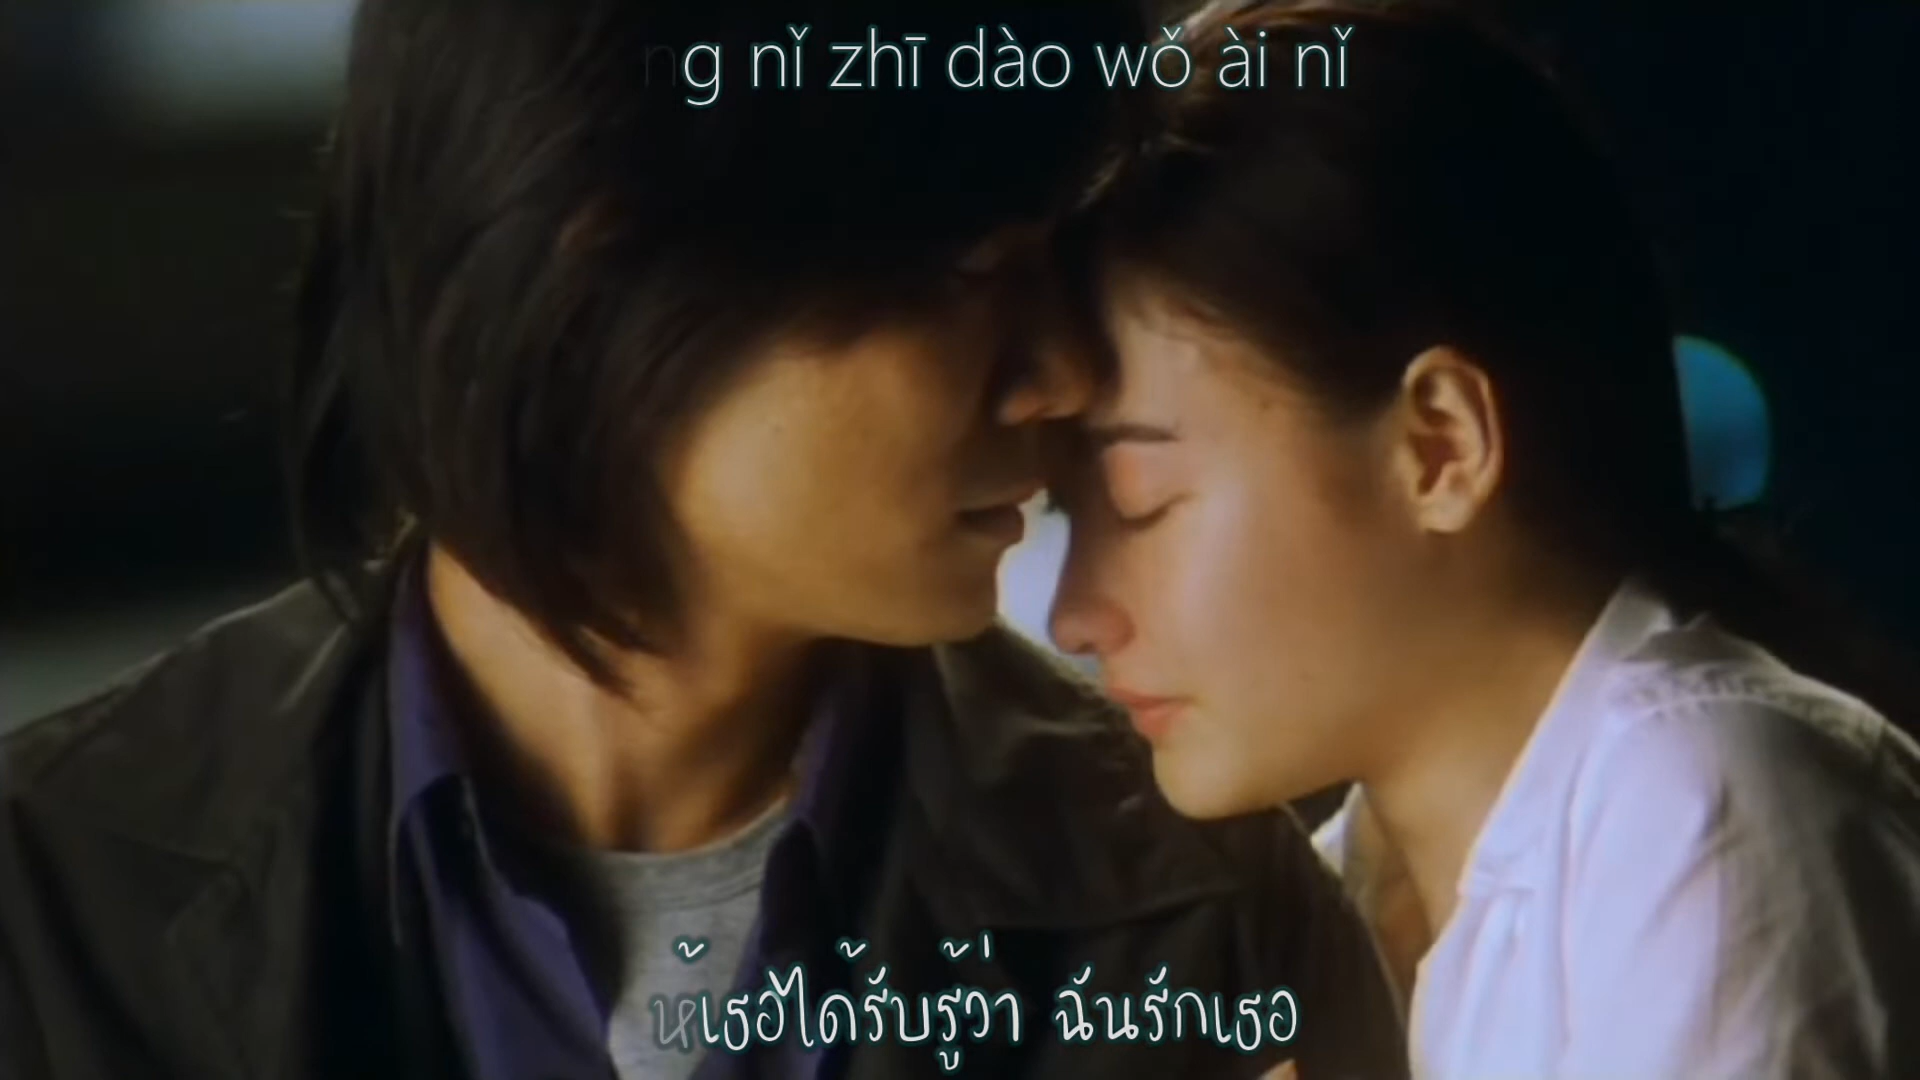 ng nǐ zhī dào wǒ ài nǐ
ห้เธอได้รับรู้ว่า ฉันรักเธอ